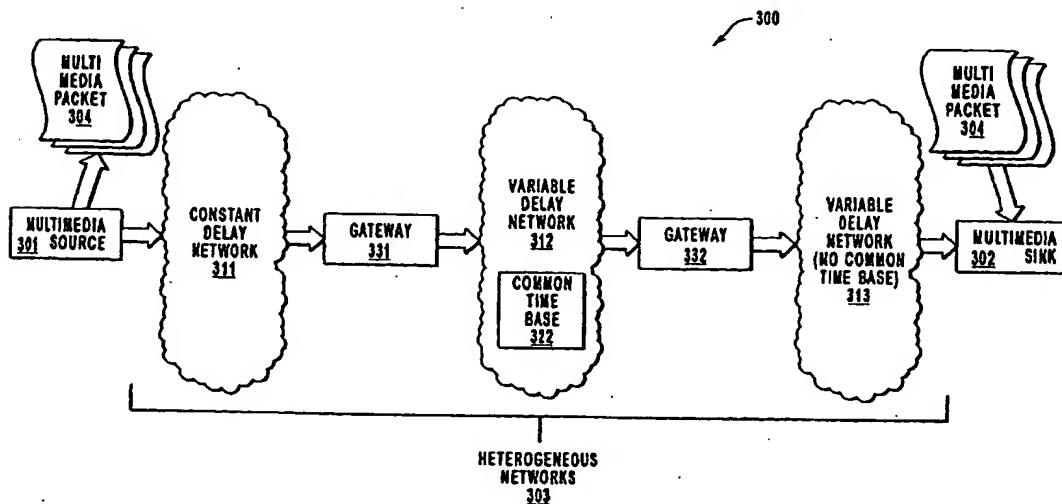 300
MULTI
MEDIA
PACKET
304
MULTIMEDIA
SOURCE
301
CONSTANT
DELAY
NETWORK
311
GATEWAY
331
VARIABLE
DELAY
NETWORK
312
COMMON
TIME
BASE
322
GATEWAY
332
VARIABLE
DELAY
NETWORK
(NO COMMON
TIME BASE)
313
MULTI
MEDIA
PACKET
304
MULTIMEDIA
SINK
302
HETEROGENEOUS
NETWORKS
303